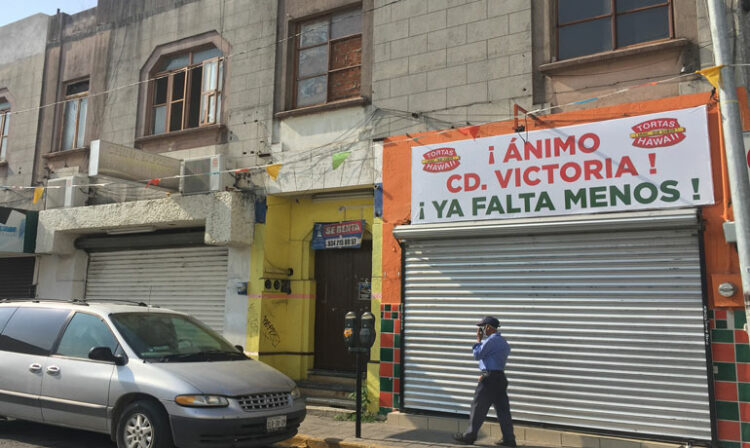 TORTAS
HAWAII
¡ ÁNIMO
CD. VICTORIA !
¡ YA FALTA MENOS !
TORTAS
HAWAII
SE RENTA